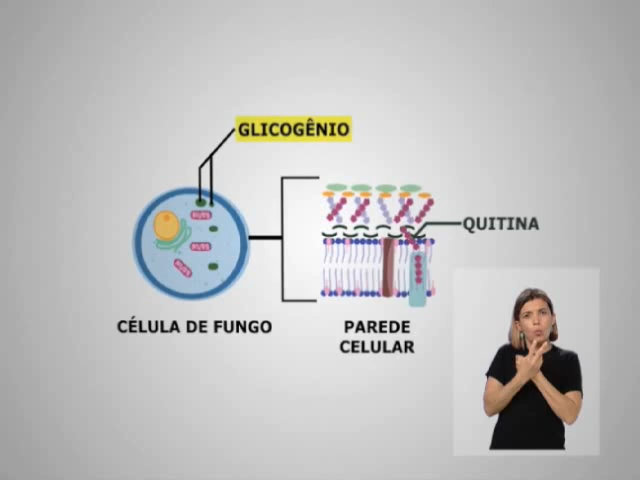 GLICOGÊNIO
QUITINA
CÉLULA DE FUNGO
PAREDE
CELULAR